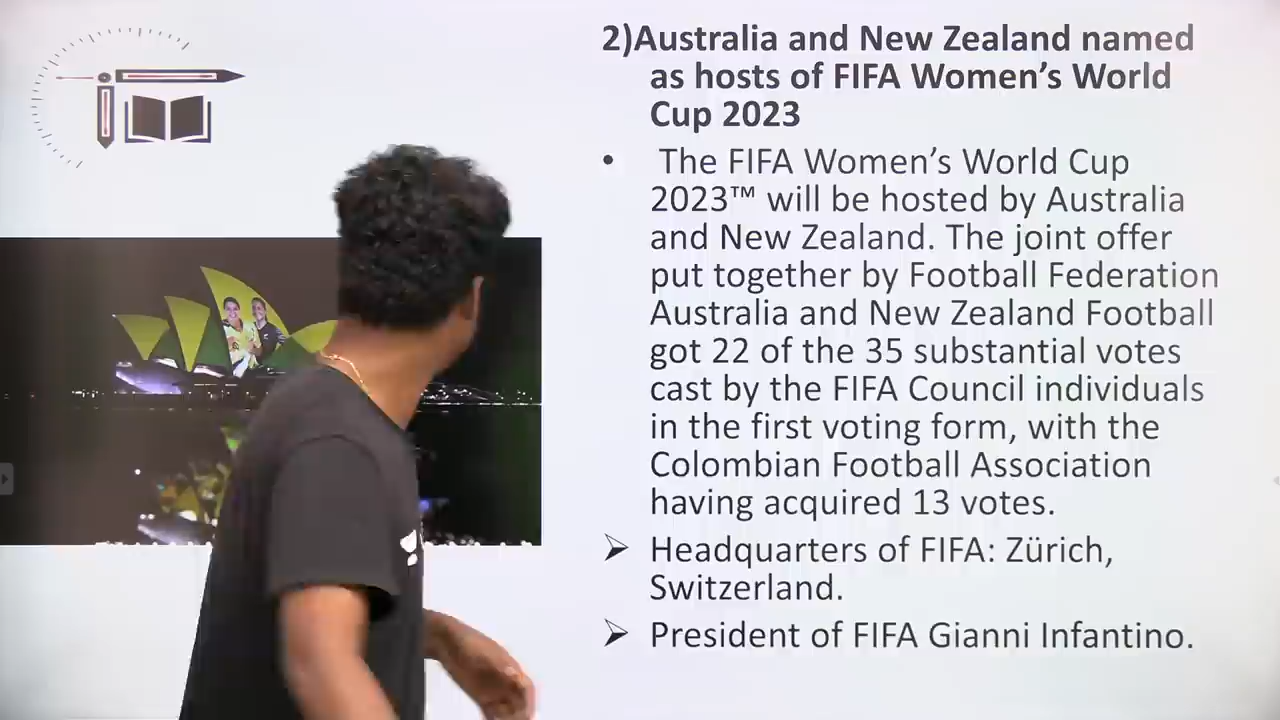 2)Australia and New Zealand named
as hosts of FIFA Women’s World
Cup 2023
• The FIFA Women’s World Cup
2023™ will be hosted by Australia
and New Zealand. The joint offer
put together by Football Federation
Australia and New Zealand Football
got 22 of the 35 substantial votes
cast by the FIFA Council individuals
in the first voting form, with the
Colombian Football Association
having acquired 13 votes.
➢ Headquarters of FIFA: Zürich,
Switzerland.
➢ President of FIFA Gianni Infantino.